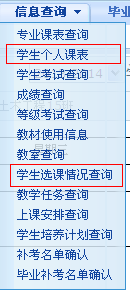 信息查询 毕业
专业课表查询
学生个人课表
学生考试查询
成绩查询
等级考试查询
教材使用信息
教室查询
学生选课情况查询
教学任务查询
上课安排查询
学生培养计划查询
补考名单确认
毕业补考名单确认